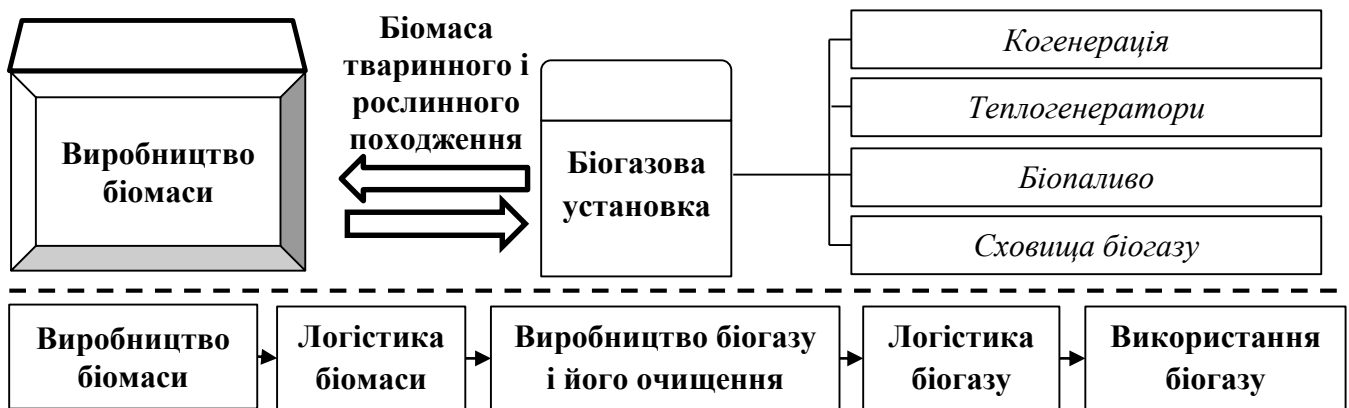 Виробництво
біомаси
Біомаса
тваринного і
рослинного
походження
Біогазова
установка
Когенерація
Теплогенератори
Біопаливо
Сховища біогазу
Виробництво
біомаси
Логістика
біомаси
Виробництво біогазу
і його очищення
Логістика
біогазу
Використання
біогазу